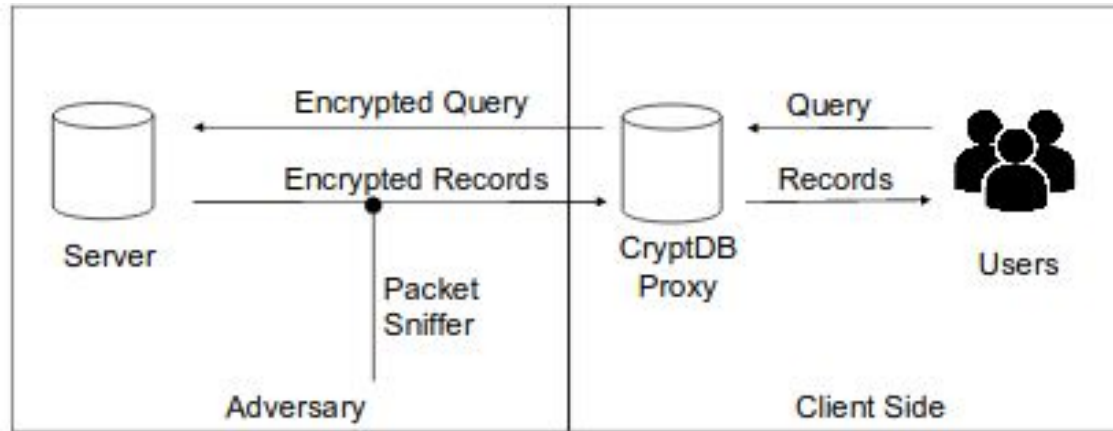 Encrypted Query
Query
Encrypted Records
Records
Server
CryptDB
Proxy
Users
Packet
Sniffer
Adversary
Client Side